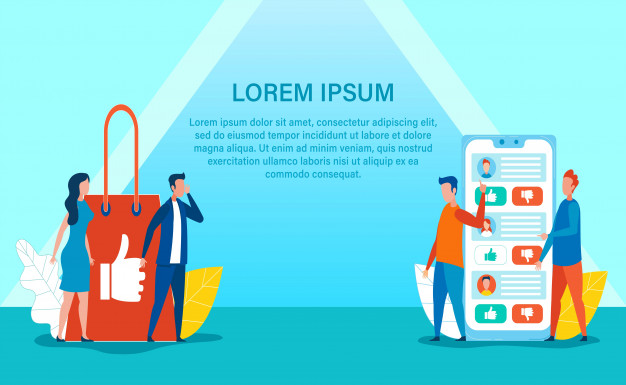 LOREM IPSUM
Lorem ipsum dolor sit amet, consectetur adipiscing
elit, sed do eiusmod tempor incididunt ut labore et dolore
magna aliqua. Ut enim ad minim veniam, quis nostrud
exercitation ullamco laboris nisi ut aliquip ex ea
commodo consequat.